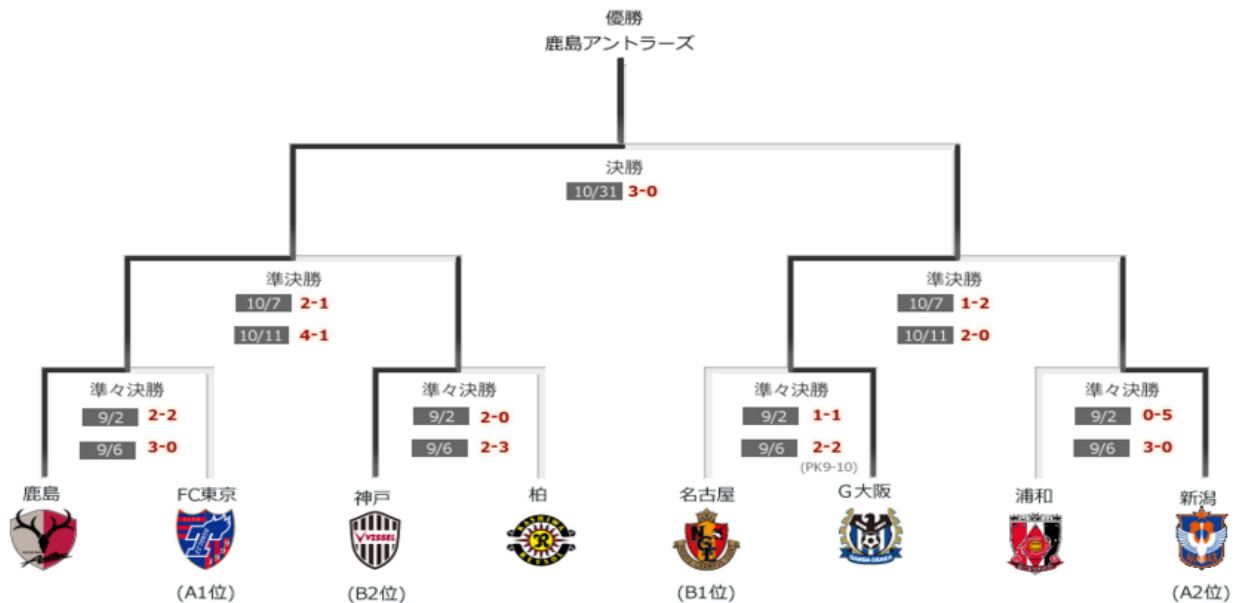 優勝
鹿島アントラーズ
決勝
10/31 3-0
準決勝
10/7 2-1
10/11 4-1
準決勝
10/7 1-2
10/11 2-0
準々決勝
9/2 2-2
9/6 3-0
準々決勝
9/2 2-0
9/6 2-3
準々決勝
9/2 1-1
9/6 2-2
(PK9-10)
準々決勝
9/2 0-5
9/6 3-0
鹿島
FC東京
神戸
柏
名古屋
G大阪
浦和
新潟
VISSEL
KASHIWA
REYSOL
(A1位)
(B2位)
(B1位)
(A2位)